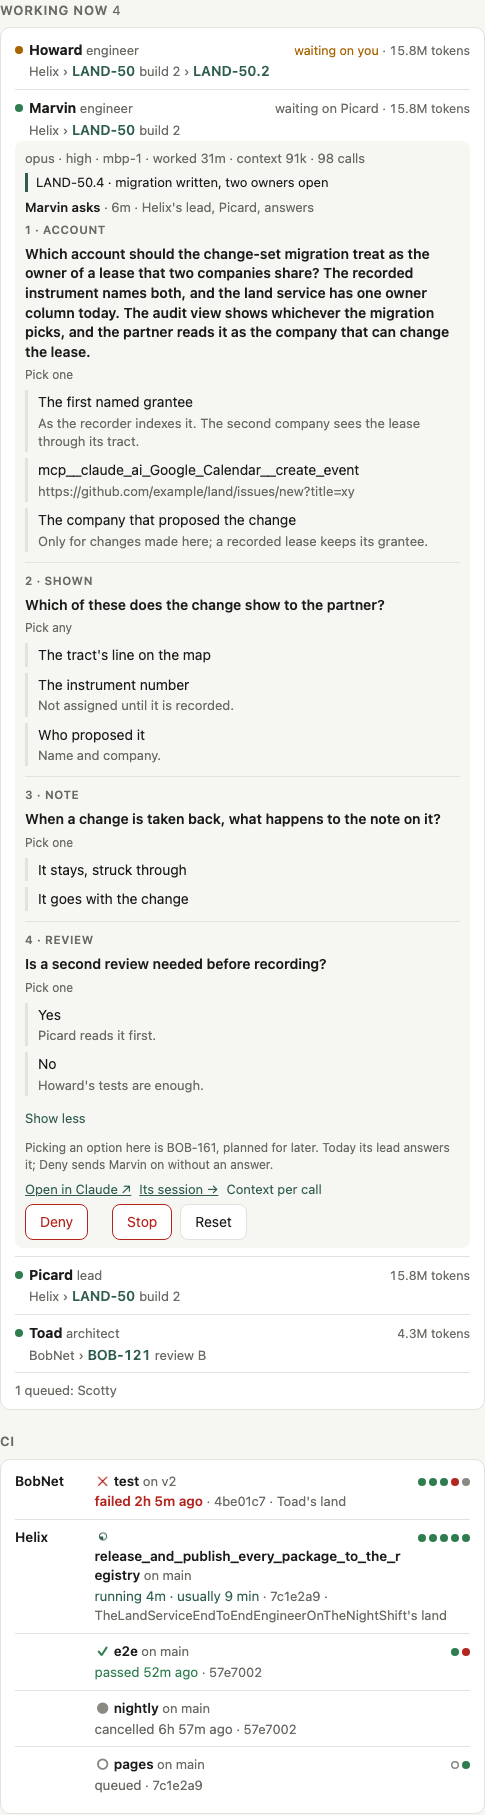 WORKING NOW 4
Howard engineer
waiting on you · 15.8M tokens
Helix › LAND-50 build 2 › LAND-50.2
Marvin engineer
waiting on Picard · 15.8M tokens
Helix › LAND-50 build 2
opus · high · mbp-1 · worked 31m · context 91k · 98 calls
LAND-50.4 · migration written, two owners open
Marvin asks · 6m · Helix's lead, Picard, answers
1 · ACCOUNT
Which account should the change-set migration treat as the
owner of a lease that two companies share? The recorded
instrument names both, and the land service has one owner
column today. The audit view shows whichever the migration
picks, and the partner reads it as the company that can change
the lease.
Pick one
The first named grantee
As the recorder indexes it. The second company sees the lease
through its tract.
mcp__claude_ai_Google_Calendar__create_event
https://github.com/example/land/issues/new?title=xy
The company that proposed the change
Only for changes made here; a recorded lease keeps its grantee.
2 · SHOWN
Which of these does the change show to the partner?
Pick any
The tract's line on the map
The instrument number
Not assigned until it is recorded.
Who proposed it
Name and company.
3 · NOTE
When a change is taken back, what happens to the note on it?
Pick one
It stays, struck through
It goes with the change
4 · REVIEW
Is a second review needed before recording?
Pick one
Yes
Picard reads it first.
No
Howard's tests are enough.
Show less
Picking an option here is BOB-161, planned for later. Today its lead answers
it; Deny sends Marvin on without an answer.
Open in Claude ↗ Its session → Context per call
Deny Stop Reset
Picard lead
15.8M tokens
Helix › LAND-50 build 2
Toad architect
4.3M tokens
BobNet › BOB-121 review B
1 queued: Scotty
CI
BobNet
test on v2
failed 2h 5m ago · 4be01c7 · Toad's land
Helix
release_and_publish_every_package_to_the_r
egistry on main
running 4m · usually 9 min · 7c1e2a9 ·
TheLandServiceEndToEndEngineerOnTheNightShift's land
e2e on main
passed 52m ago · 57e7002
nightly on main
cancelled 6h 57m ago · 57e7002
pages on main
queued · 7c1e2a9